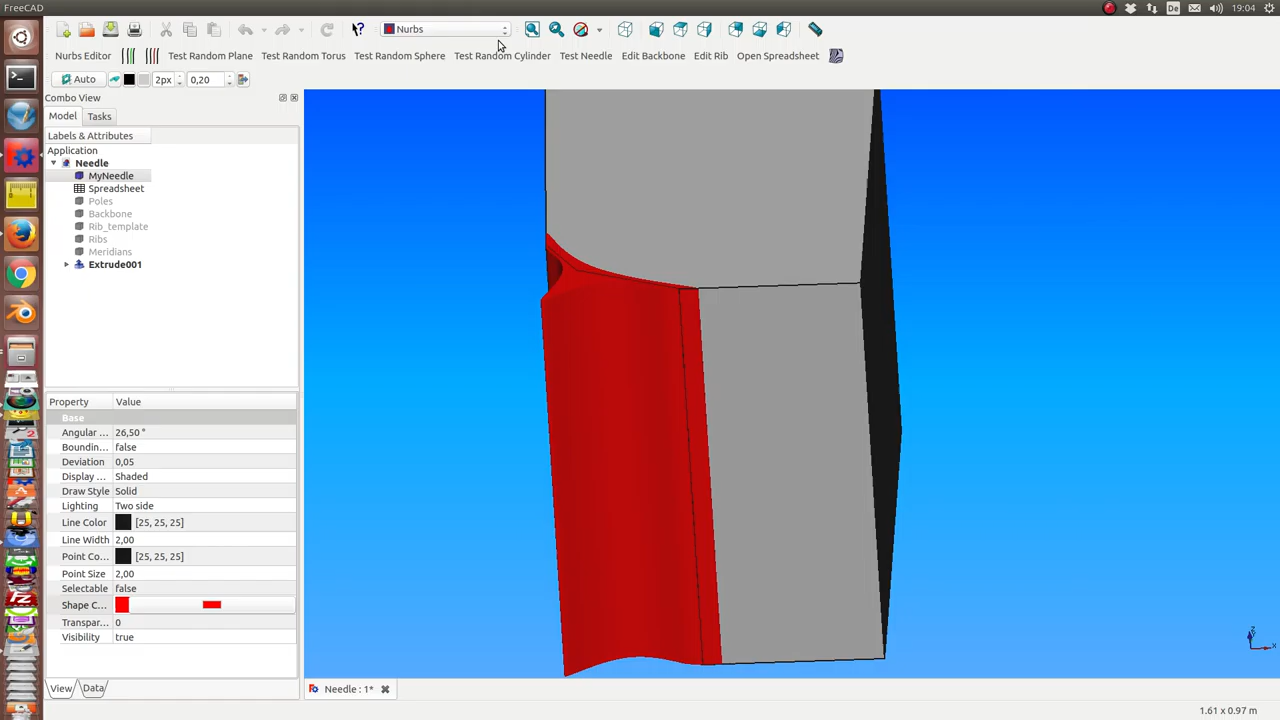 FreeCAD
De
19:04
Nurbs
Nurbs Editor
Test Random Plane
Test Random Torus
Test Random Sphere
Test Random Cylinder
Test Needle
Edit Backbone
Edit Rib
Open Spreadsheet
Auto
2px
0,20
Combo View
Model
Tasks
Labels & Attributes
Application
Needle
MyNeedle
Spreadsheet
Poles
Backbone
Rib_template
Ribs
Meridians
Extrude001
Property Value
Base
Angular ... 26,50 °
Boundin... false
Deviation 0,05
Display ... Shaded
Draw Style Solid
Lighting Two side
Line Color [25, 25, 25]
Line Width 2,00
Point Co... [25, 25, 25]
Point Size 2,00
Selectable false
Shape C...
Transpar... 0
Visibility true
View
Data
Needle : 1*
1.61 x 0.97 m